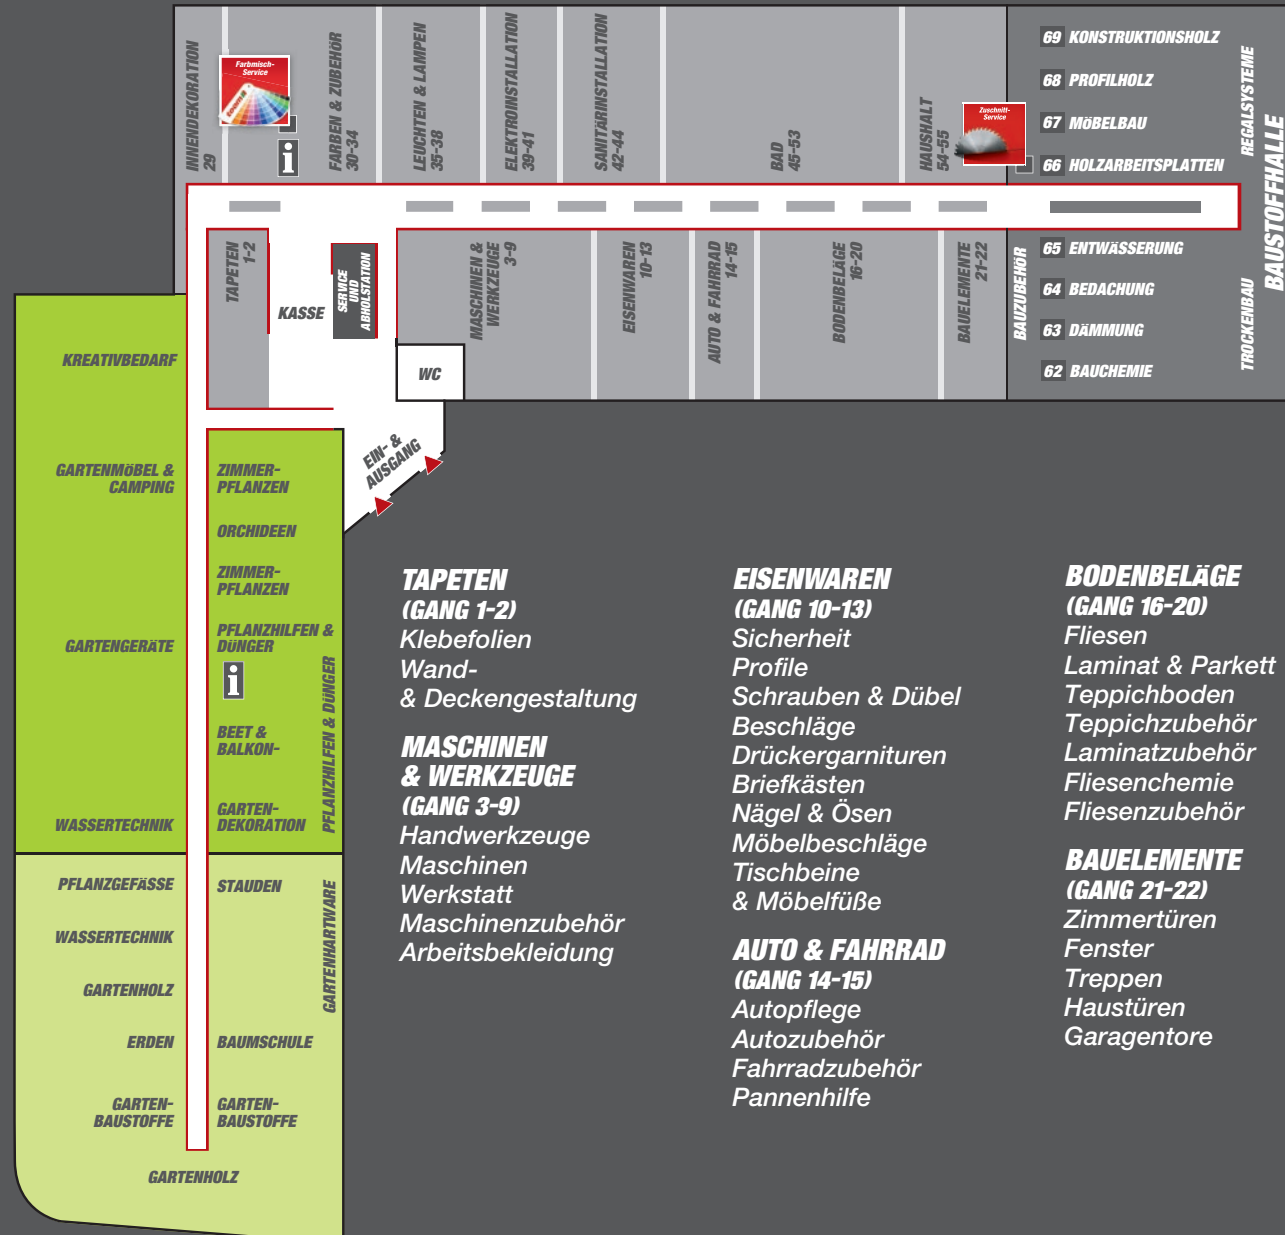 INNENDEKORATION
29
Farbmisch-
Service
i
FARBEN & ZUBEHÖR
30-34
LEUCHTEN & LAMPEN
35-38
ELEKTROINSTALLATION
39-41
SANITÄRINSTALLATION
42-44
BAD
45-53
HAUSHALT
54-55
Zuschnitt-
Service
69 KONSTRUKTIONSHOLZ
68 PROFILHOLZ
67 MÖBELBAU
66 HOLZARBEITSPLATTEN
REGALSYSTEME
BAUSTOFFHALLE
TAPETEN
1-2
KASSE
SERVICE
UND
ABHOLSTATION
MASCHINEN &
WERKZEUGE
3-9
EISENWAREN
10-13
AUTO & FAHRRAD
14-15
BODENBELÄGE
16-20
BAUELEMENTE
21-22
BAUZUBEHÖR
65 ENTWÄSSERUNG
64 BEDACHUNG
63 DÄMMUNG
62 BAUCHEMIE
TROCKENBAU
WC
EIN- &
AUSGANG
KREATIVBEDARF
GARTENMÖBEL &
CAMPING
ZIMMER-
PFLANZEN
ORCHIDEEN
ZIMMER-
PFLANZEN
GARTENGERÄTE
PFLANZHILFEN &
DÜNGER
i
PFLANZHILFEN & DÜNGER
BEET &
BALKON-
WASSERTECHNIK
GARTEN-
DEKORATION
PFLANZGEFÄSSE
STAUDEN
GARTENHARTWARE
WASSERTECHNIK
GARTENHOLZ
ERDEN
BAUMSCHULE
GARTEN-
BAUSTOFFE
GARTEN-
BAUSTOFFE
GARTENHOLZ
TAPETEN
(GANG 1-2)
Klebefolien
Wand-
& Deckengestaltung
MASCHINEN
& WERKZEUGE
(GANG 3-9)
Handwerkzeuge
Maschinen
Werkstatt
Maschinenzubehör
Arbeitsbekleidung
EISENWAREN
(GANG 10-13)
Sicherheit
Profile
Schrauben & Dübel
Beschläge
Drückergarnituren
Briefkästen
Nägel & Ösen
Möbelbeschläge
Tischbeine
& Möbelfüße
AUTO & FAHRRAD
(GANG 14-15)
Autopflege
Autozubehör
Fahrradzubehör
Pannenhilfe
BODENBELÄGE
(GANG 16-20)
Fliesen
Laminat & Parkett
Teppichboden
Teppichzubehör
Laminatzubehör
Fliesenchemie
Fliesenzubehör
BAUELEMENTE
(GANG 21-22)
Zimmertüren
Fenster
Treppen
Haustüren
Garagentore